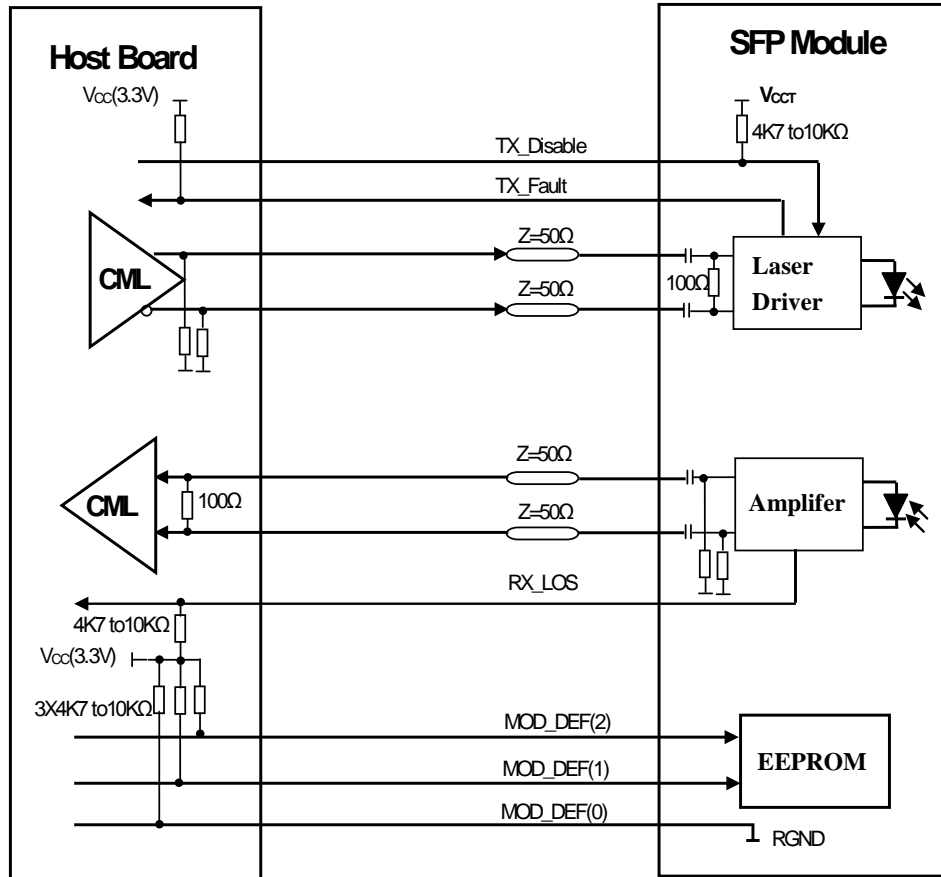 Host Board
SFP Module
VCC(3.3V)
VCCT
4K7 to10KΩ
TX_Disable
TX_Fault
CML
Z=50Ω
Z=50Ω
100Ω
Laser
Driver
CML
100Ω
Z=50Ω
Z=50Ω
Amplifer
RX_LOS
4K7 to10KΩ
VCC(3.3V)
3X4K7 to10KΩ
MOD_DEF(2)
MOD_DEF(1)
EEPROM
MOD_DEF(0)
RGND